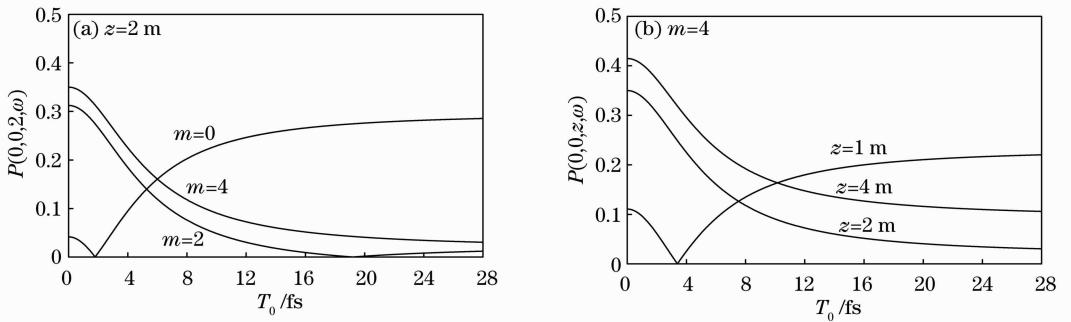 (a) z=2 m
P(0,0,2,ω)
0.5
0.4
0.3
0.2
0.1
0
m=0
m=4
m=2
0 4 8 12 16 20 24 28
T₀/fs
(b) m=4
P(0,0,z,ω)
0.5
0.4
0.3
0.2
0.1
0
z=1 m
z=4 m
z=2 m
0 4 8 12 16 20 24 28
T₀/fs